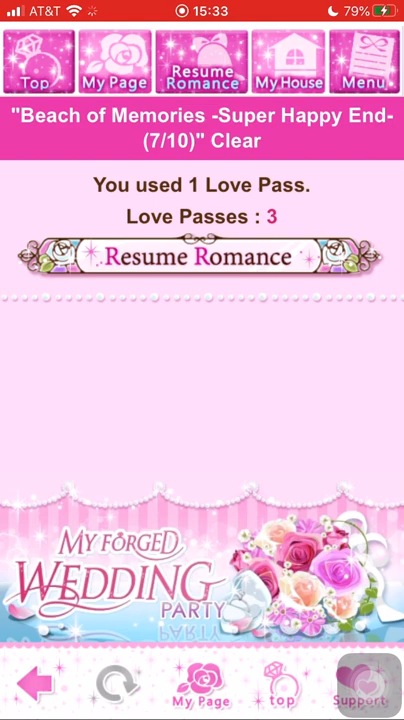 AT&T 15:33 79%
Top My Page Resume Romance My House Menu
"Beach of Memories -Super Happy End-
(7/10)" Clear
You used 1 Love Pass.
Love Passes : 3
Resume Romance
MY FORGED
WEDDING
PARTY
My Page top Support